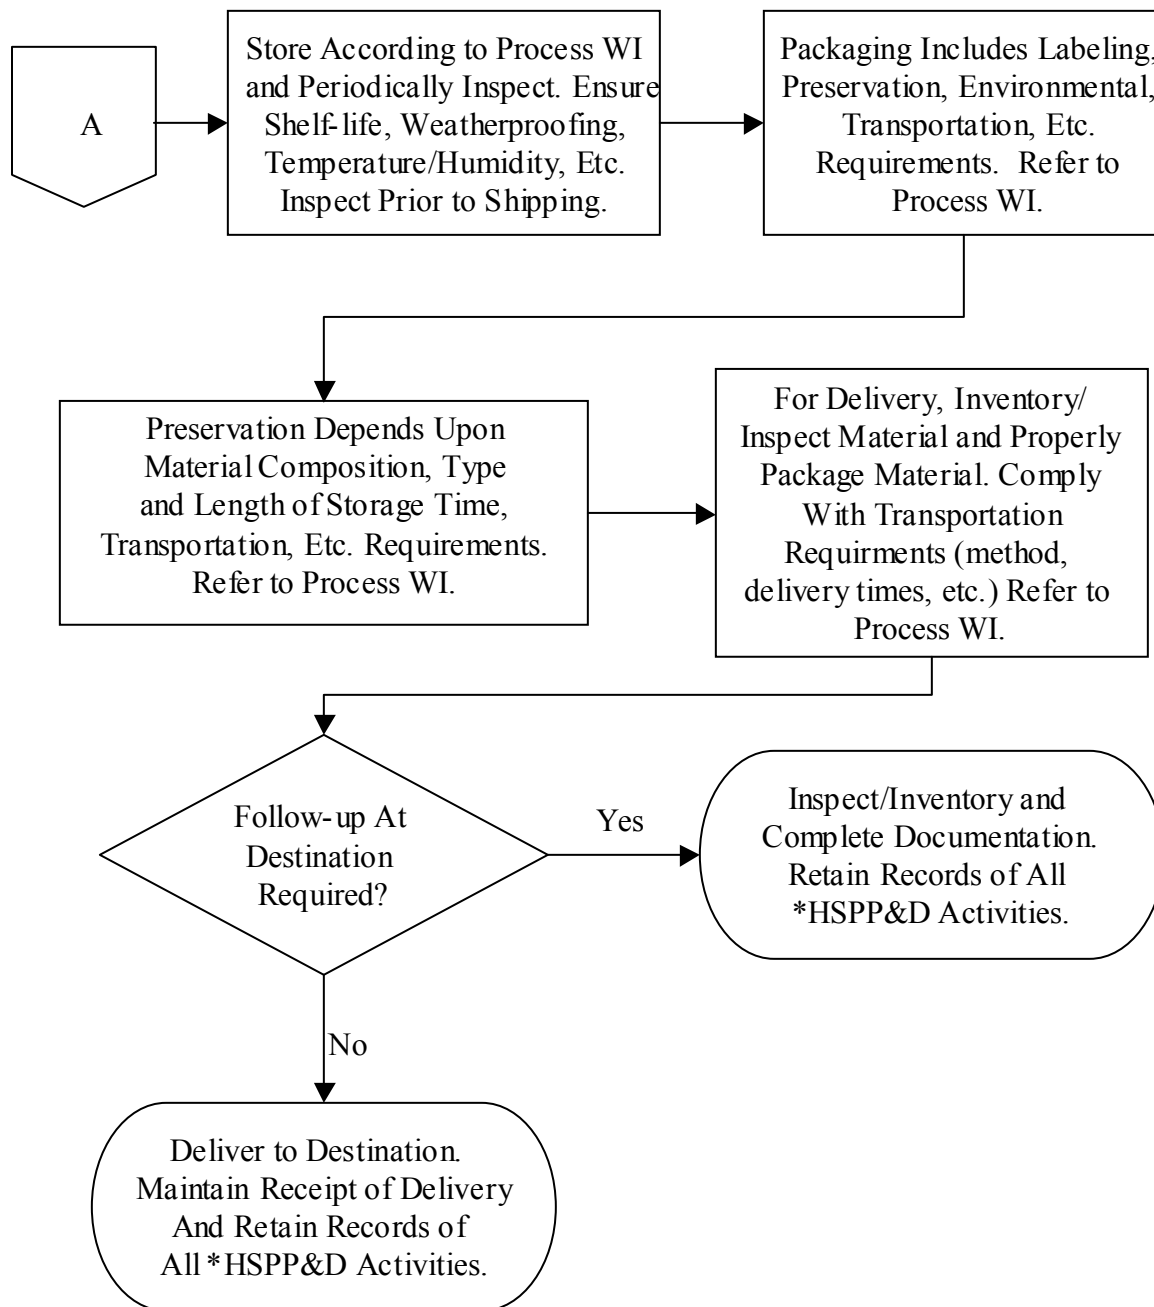 A
Store According to Process WI
and Periodically Inspect. Ensure
Shelf-life, Weatherproofing,
Temperature/Humidity, Etc.
Inspect Prior to Shipping.
Packaging Includes Labeling,
Preservation, Environmental,
Transportation, Etc.
Requirements. Refer to
Process WI.
Preservation Depends Upon
Material Composition, Type
and Length of Storage Time,
Transportation, Etc. Requirements.
Refer to Process WI.
For Delivery, Inventory/
Inspect Material and Properly
Package Material. Comply
With Transportation
Requirments (method,
delivery times, etc.) Refer to
Process WI.
Follow-up At
Destination
Required?
Yes
Inspect/Inventory and
Complete Documentation.
Retain Records of All
*HSPP&D Activities.
No
Deliver to Destination.
Maintain Receipt of Delivery
And Retain Records of
All *HSPP&D Activities.